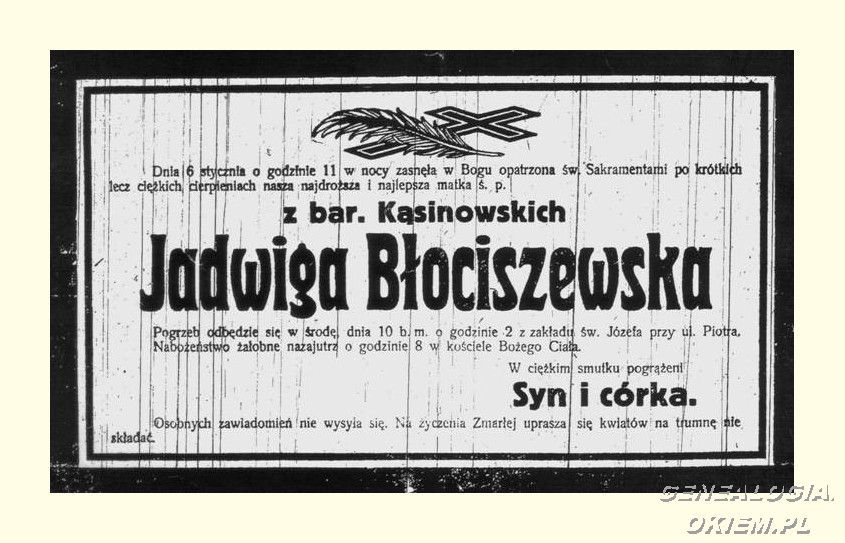 Dnia 6 stycznia o godzinie 11 w nocy zasnęła w Bogu opatrzona św. Sakramentami po krótkich
lecz ciężkich cierpieniach nasza najdroższa i najlepsza matka ś. p.
z bar. Kąsinowskich
Jadwiga Błociszewska
Pogrzeb odbędzie się w środę, dnia 10 b. m. o godzinie 2 z zakładu św. Józefa przy ul. Piotra.
Nabożeństwo żałobne nazajutrz o godzinie 8 w kościele Bożego Ciała.
W ciężkim smutku pogrążeni
Syn i córka.
Osobnych zawiadomień nie wysyła się. Na życzenia Zmarłej uprasza się kwiatów na trumnę nie
składać.
GENEALOGIA.
OKIEM.PL